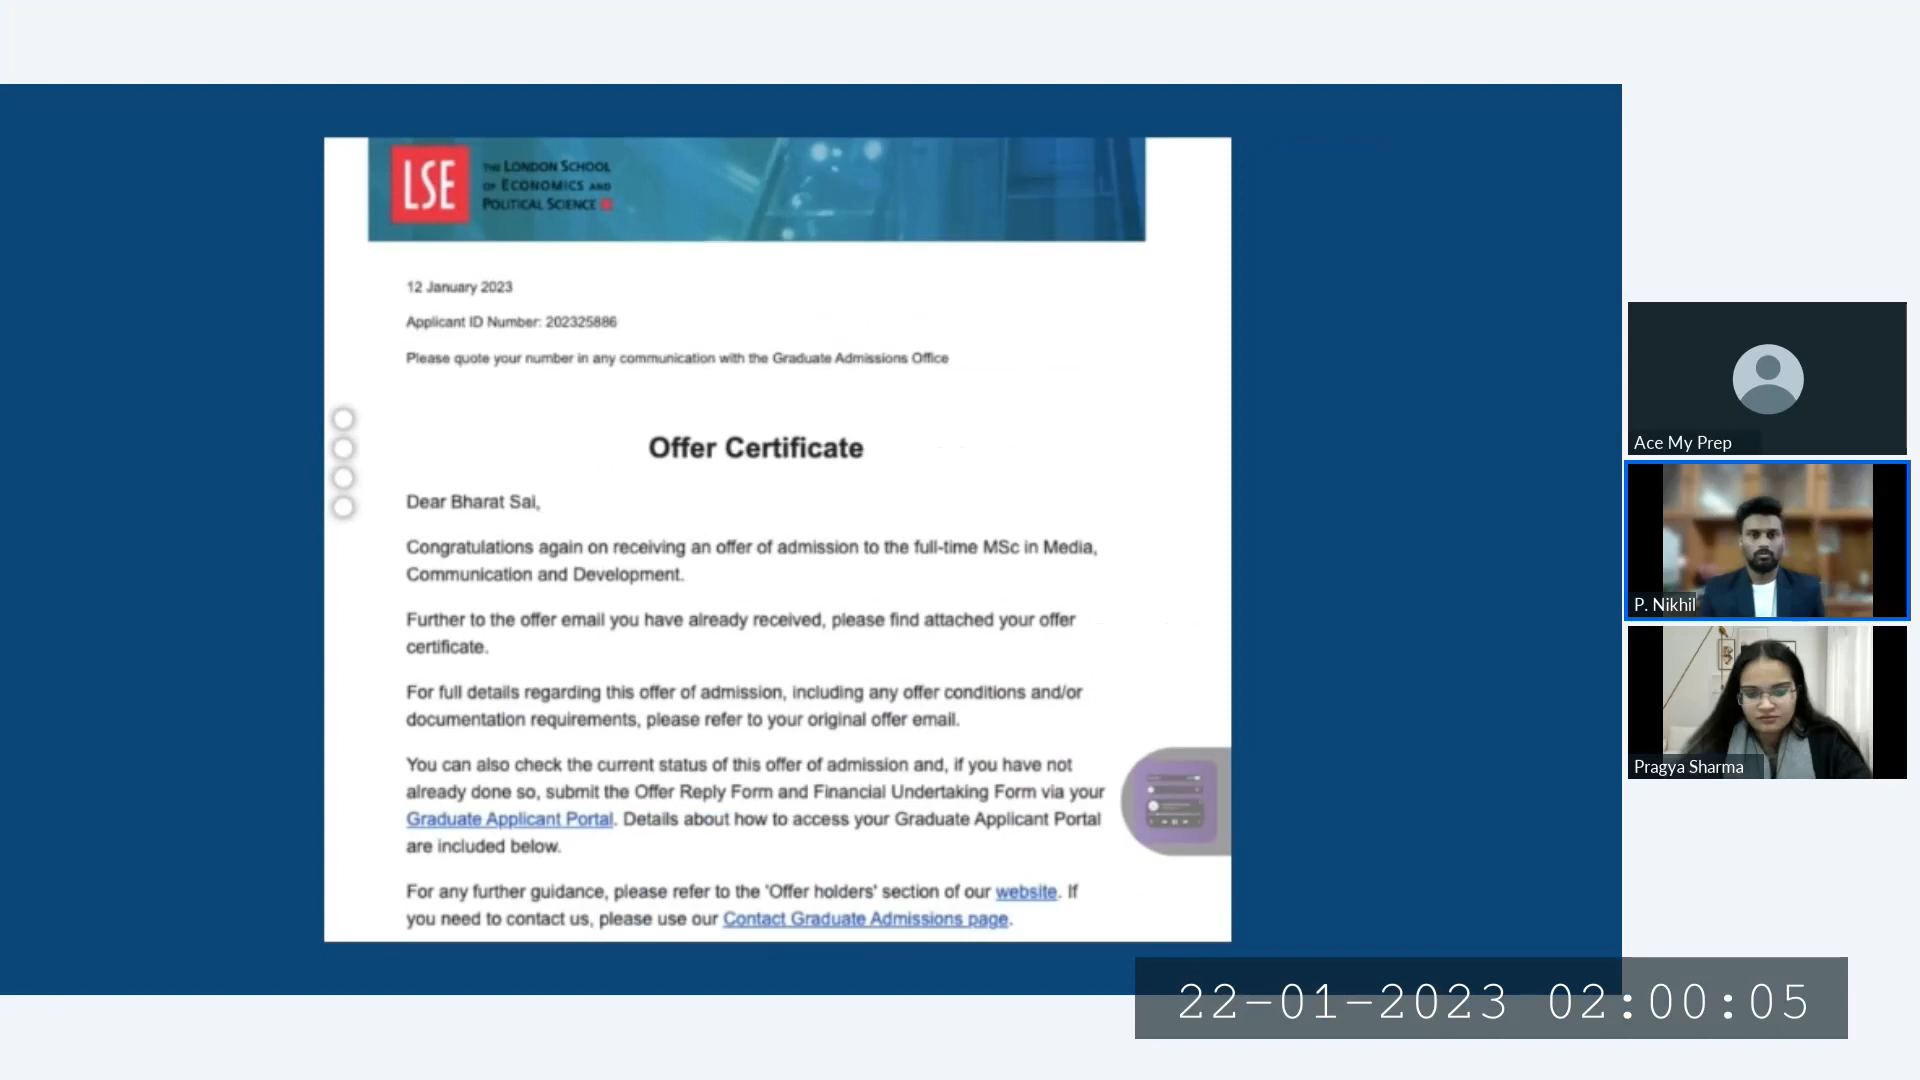 LSE
THE LONDON SCHOOL
OF ECONOMICS AND
POLITICAL SCIENCE
12 January 2023
Applicant ID Number: 202325886
Please quote your number in any communication with the Graduate Admissions Office
Offer Certificate
Dear Bharat Sai,
Congratulations again on receiving an offer of admission to the full-time MSc in Media,
Communication and Development.
Further to the offer email you have already received, please find attached your offer
certificate.
For full details regarding this offer of admission, including any offer conditions and/or
documentation requirements, please refer to your original offer email.
You can also check the current status of this offer of admission and, if you have not
already done so, submit the Offer Reply Form and Financial Undertaking Form via your
Graduate Applicant Portal. Details about how to access your Graduate Applicant Portal
are included below.
For any further guidance, please refer to the 'Offer holders' section of our website. If
you need to contact us, please use our Contact Graduate Admissions page.
Ace My Prep
P. Nikhil
Pragya Sharma
22-01-2023 02:00:05